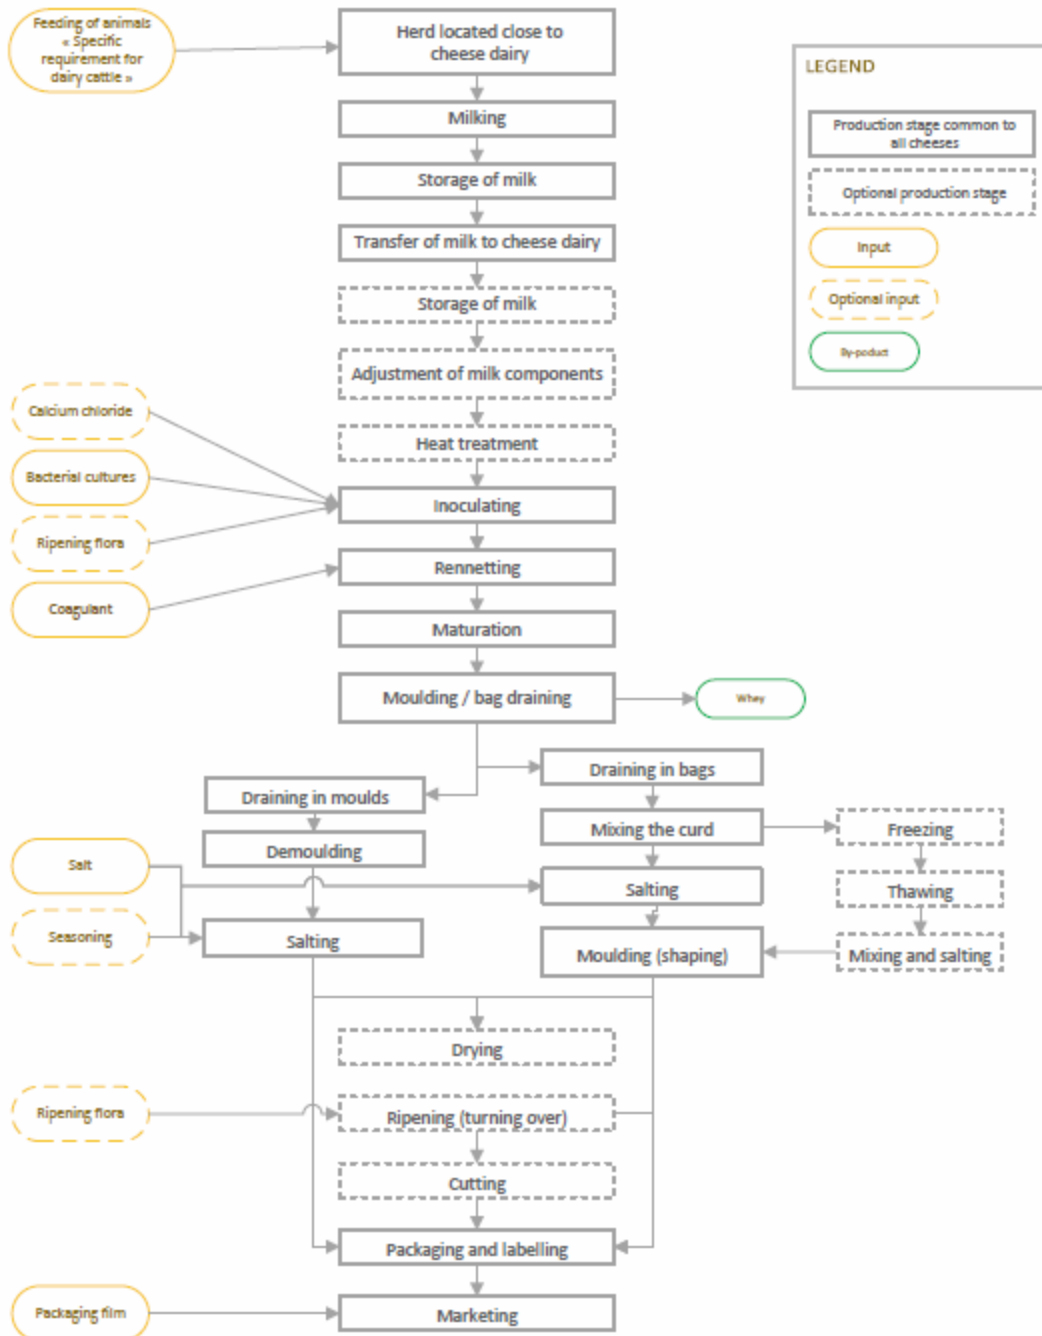 Feeding of animals
« Specific
requirement for
dairy cattle »
Herd located close to
cheese dairy
LEGEND
Milking
Production stage common to
all cheeses
Storage of milk
Optional production stage
Transfer of milk to cheese dairy
Input
Storage of milk
Optional input
By-poduct
Adjustment of milk components
Calcium chloride
Heat treatment
Bacterial cultures
Inoculating
Ripening flora
Rennetting
Coagulant
Maturation
Moulding / bag draining
Whey
Draining in bags
Draining in moulds
Mixing the curd
Freezing
Demoulding
Salt
Salting
Thawing
Seasoning
Salting
Moulding (shaping)
Mixing and salting
Drying
Ripening flora
Ripening (turning over)
Cutting
Packaging and labelling
Packaging film
Marketing